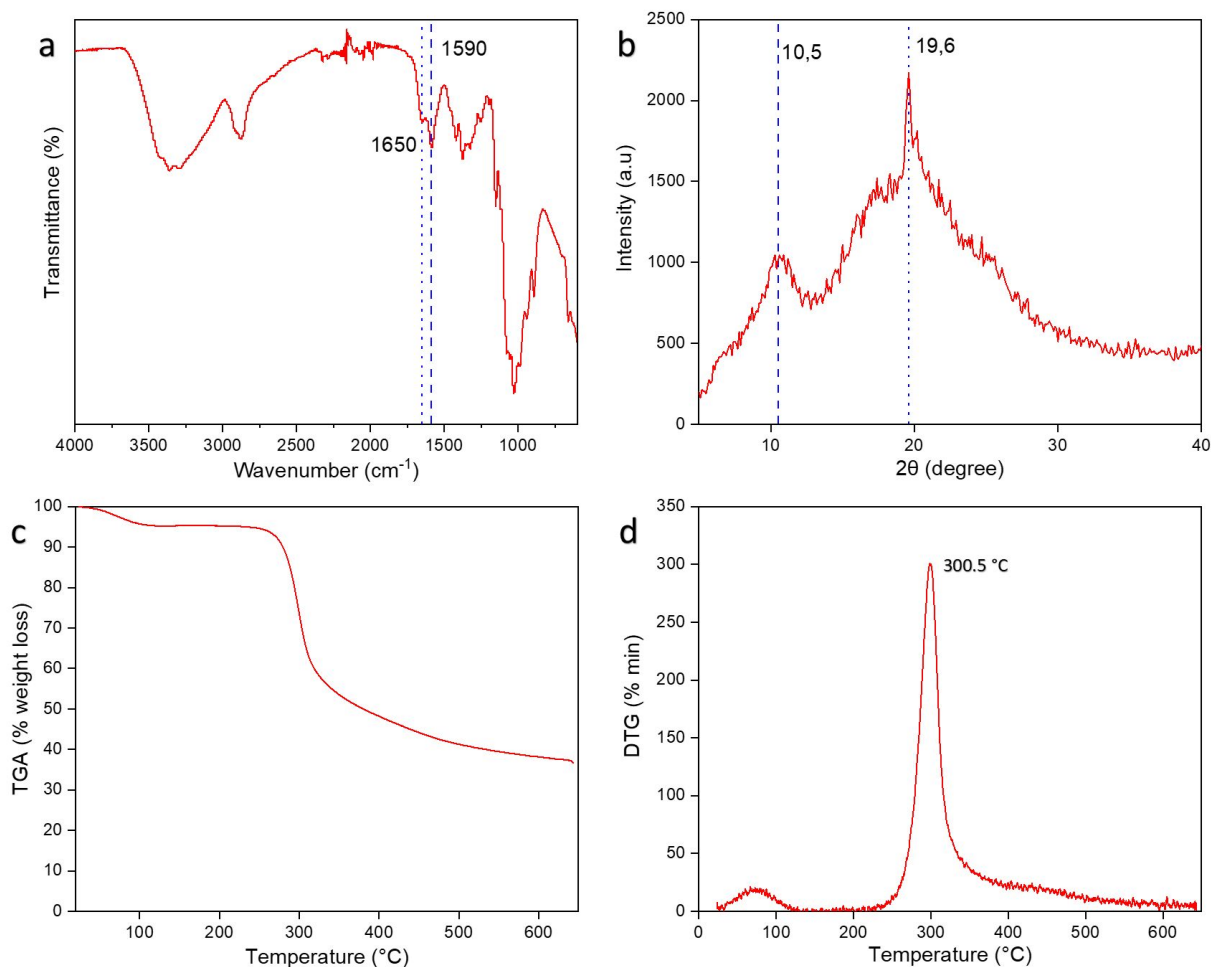 a
1590
1650
Transmittance (%)
4000 3500 3000 2500 2000 1500 1000
Wavenumber (cm⁻¹)
b
10,5
19,6
2500
2000
1500
1000
500
0
Intensity (a.u)
10 20 30 40
2θ (degree)
c
100
90
80
70
60
50
40
30
20
10
0
TGA (% weight loss)
100 200 300 400 500 600
Temperature (°C)
d
300.5 °C
350
300
250
200
150
100
50
0
DTG (% min)
0 100 200 300 400 500 600
Temperature (°C)